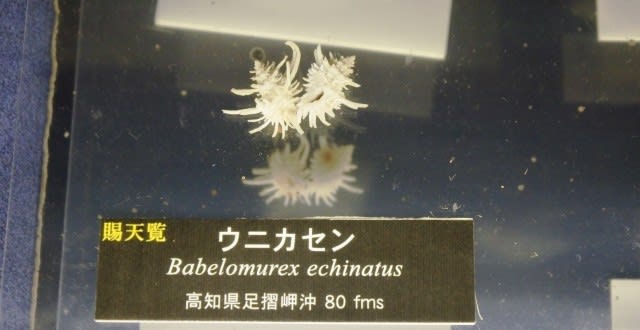 賜天覧
ウニカセン
Babelomurex echinatus
高知県足摺岬沖 80 fms